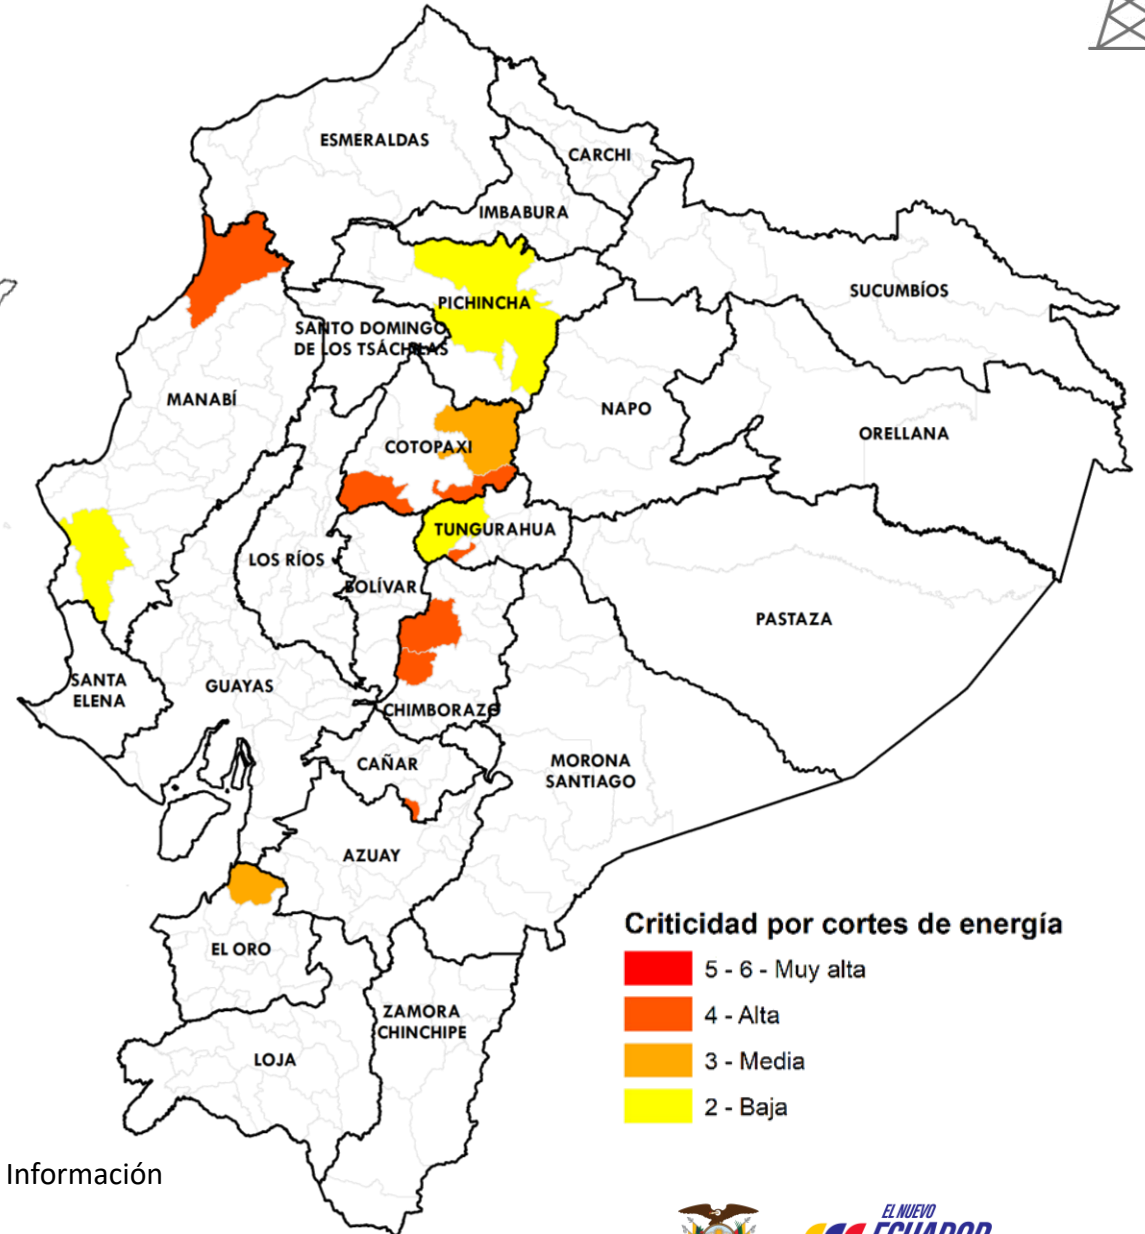 ESMERALDAS
CARCHI
IMBABURA
SUCUMBÍOS
PICHINCHA
SANTO DOMINGO
DE LOS TSÁCHILAS
MANABÍ
NAPO
ORELLANA
COTOPAXI
TUNGURAHUA
LOS RÍOS
BOLÍVAR
PASTAZA
SANTA
ELENA
GUAYAS
CHIMBORAZO
CAÑAR
MORONA
SANTIAGO
AZUAY
EL ORO
ZAMORA
CHINCHIPE
LOJA
Criticidad por cortes de energía
5 - 6 - Muy alta
4 - Alta
3 - Media
2 - Baja
Información
EL NUEVO
ECUADOR